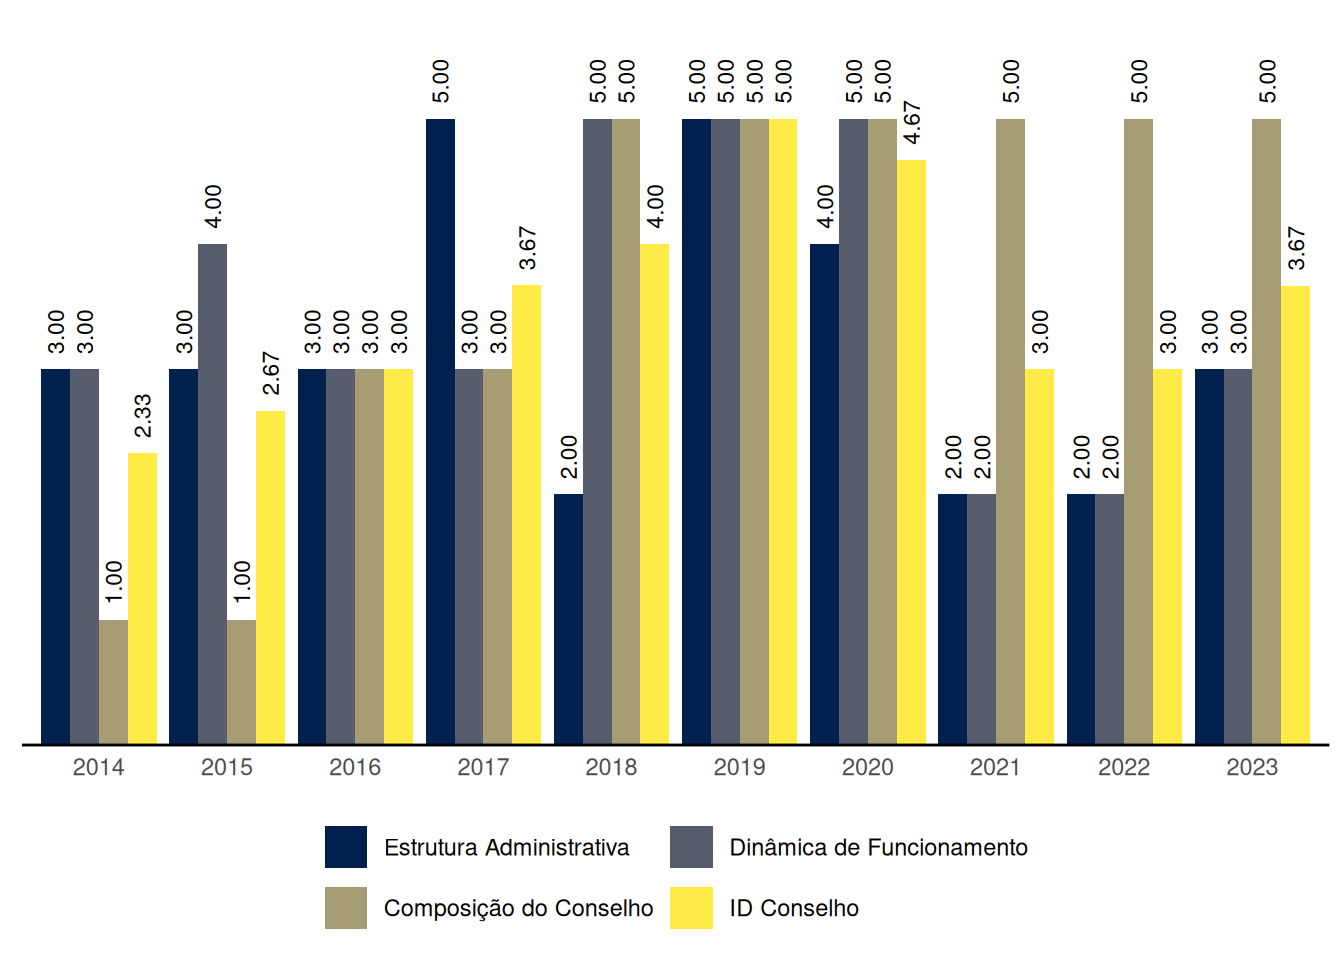 3.00 3.00 1.00 2.33
3.00 4.00 1.00 2.67
3.00 3.00 3.00 3.00
5.00 3.00 3.00 3.67
2.00 5.00 5.00 4.00
5.00 5.00 5.00 5.00
4.00 5.00 5.00 4.67
2.00 2.00 5.00 3.00
2.00 2.00 5.00 3.00
3.00 3.00 5.00 3.67
2014 2015 2016 2017 2018 2019 2020 2021 2022 2023
Estrutura Administrativa Dinâmica de Funcionamento
Composição do Conselho ID Conselho